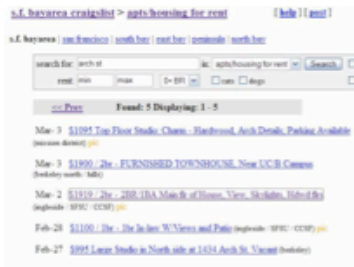 s.f. bayarea craigslist > apts/housing for rent [ help ] [ post ]
s.f. bayarea | san francisco | south bay | east bay | peninsula | north bay
search for: arch st in: apts/housing for rent Search
rent: min max 0+ BR cats dogs
<< Prev Found: 5 Displaying: 1 - 5
Mar- 3 $1095 Top Floor Studio: Charm - Hardwood, Arch Details, Parking Available
(mission district) pic
Mar- 3 $1900 / 2br - FURNISHED TOWNHOUSE, Near UC/B Campus
(berkeley north / hills)
Mar- 2 $1919 / 2br - 2BR/1BA Main flr of House, View, Skylights, Hdwd flrs
(ingleside / SFSU / CCSF) pic
Feb-28 $1100 / 1br - 1br In-law W/Views and Patio (ingleside / SFSU / CCSF) pic
Feb-27 $995 Large Studio in North side at 1434 Arch St. Vacant (berkeley)